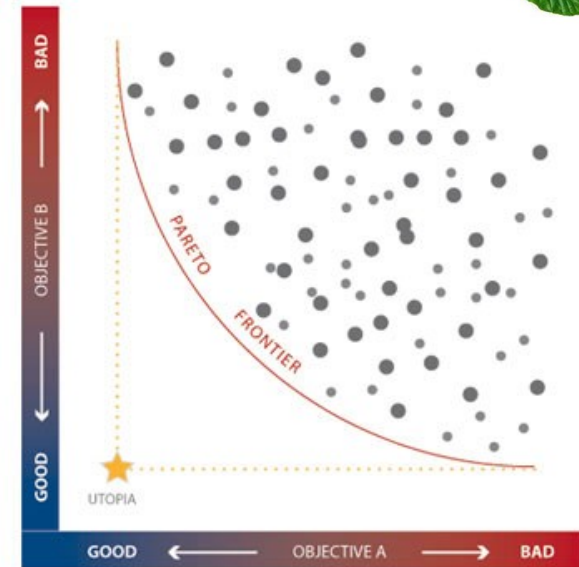 BAD
OBJECTIVE B
GOOD
PARETO
FRONTIER
UTOPIA
GOOD
OBJECTIVE A
BAD